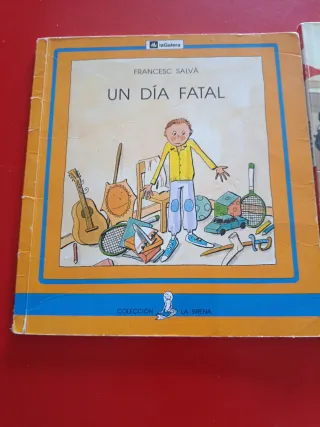 laGalera
FRANCESC SALVÀ
UN DÍA FATAL
COLECCIÓN LA SIRENA